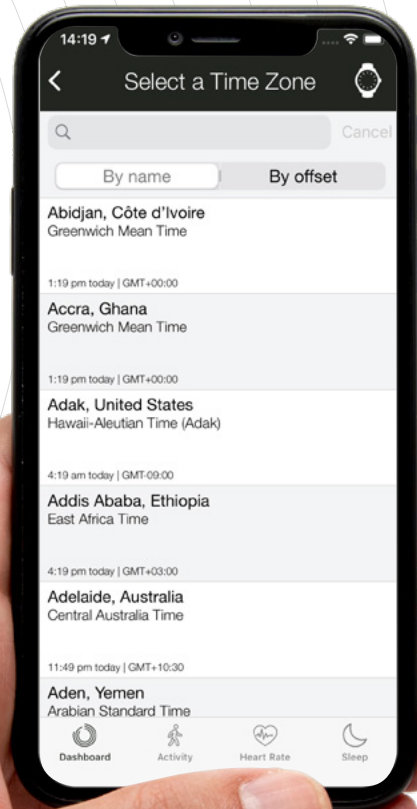 14:19
Select a Time Zone
Cancel
By name
By offset
Abidjan, Côte d'Ivoire
Greenwich Mean Time
1:19 pm today | GMT+00:00
Accra, Ghana
Greenwich Mean Time
1:19 pm today | GMT+00:00
Adak, United States
Hawaii-Aleutian Time (Adak)
4:19 am today | GMT-09:00
Addis Ababa, Ethiopia
East Africa Time
4:19 pm today | GMT+03:00
Adelaide, Australia
Central Australia Time
11:49 pm today | GMT+10:30
Aden, Yemen
Arabian Standard Time
Dashboard
Activity
Heart Rate
Sleep